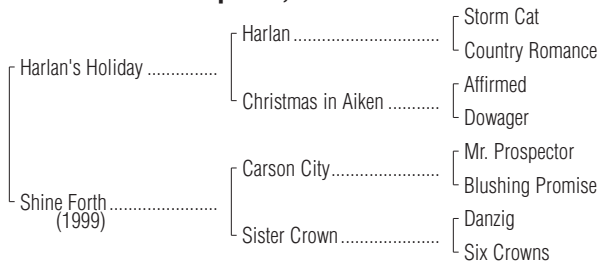 Storm Cat
Harlan
Country Romance
Harlan's Holiday
Affirmed
Christmas in Aiken
Dowager
Mr. Prospector
Carson City
Blushing Promise
Shine Forth
(1999)
Danzig
Sister Crown
Six Crowns